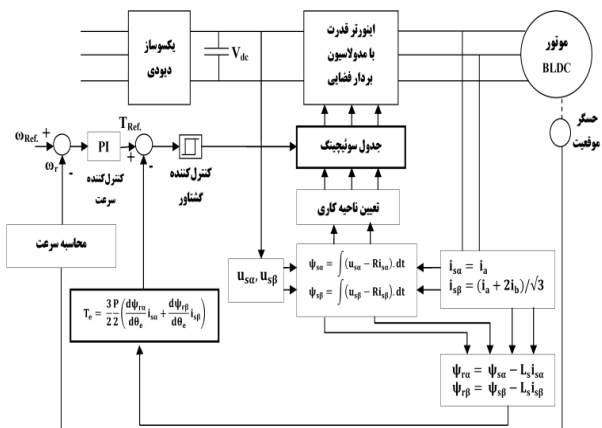 یکسوساز
دیودی
V_dc
اینورتر قدرت
با مدولاسیون
بردار فضایی
موتور
BLDC
حسگر
موقعیت
ω_Ref. +
ω_r
-
PI
کنترل‌کننده
سرعت
T_Ref.
+
-
کنترل‌کننده
گشتاور
جدول سوئیچینگ
تعیین ناحیه کاری
محاسبه سرعت
u_sα, u_sβ
ψ_sα = ∫(u_sα − Ri_sα).dt
ψ_sβ = ∫(u_sβ − Ri_sβ).dt
i_sα = i_a
i_sβ = (i_a + 2i_b)/√3
T_e = 3/2 P/2 (dψ_rα/dθ_e i_sα + dψ_rβ/dθ_e i_sβ)
ψ_rα = ψ_sα − L_s i_sα
ψ_rβ = ψ_sβ − L_s i_sβ